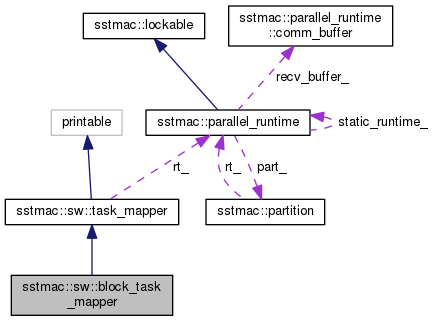 sstmac::lockable
sstmac::parallel_runtime
::comm_buffer
recv_buffer_
printable
sstmac::parallel_runtime
static_runtime_
rt_
rt_
part_
sstmac::sw::task_mapper
sstmac::partition
sstmac::sw::block_task
_mapper